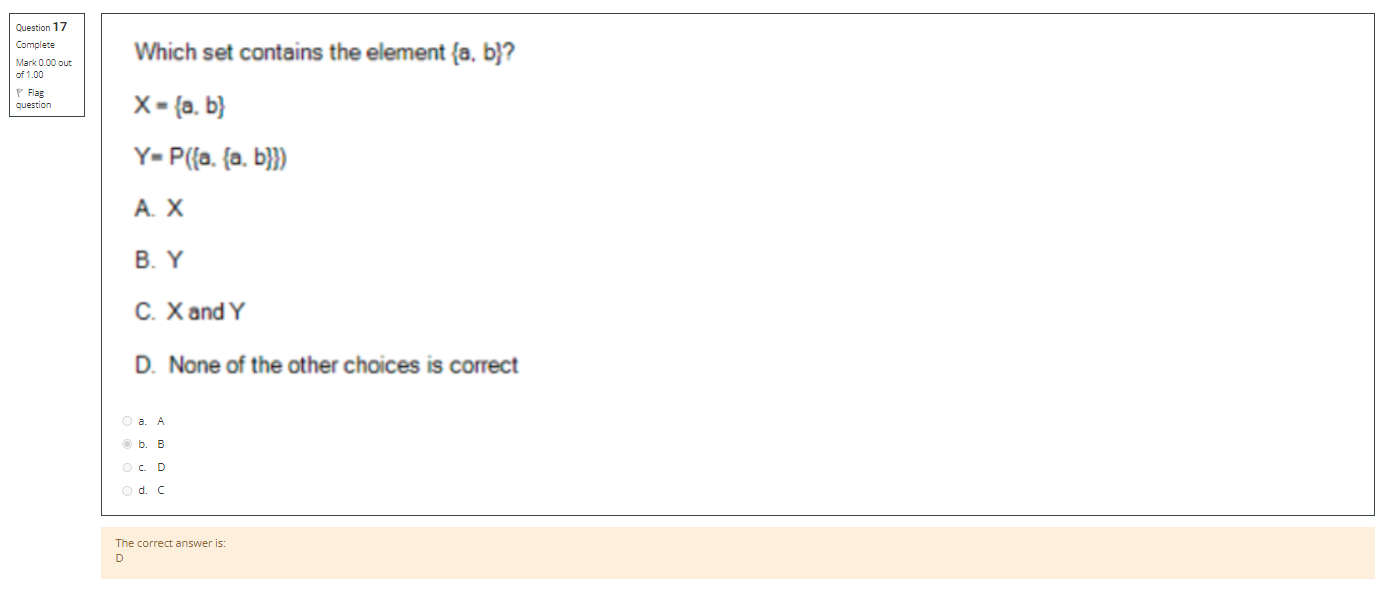 Question 17
Complete
Mark 0.00 out
of 1.00
Flag
question
Which set contains the element {a, b}?
X = {a, b}
Y= P({a, {a, b}})
A. X
B. Y
C. X and Y
D. None of the other choices is correct
a. A
b. B
c. D
d. C
The correct answer is:
D